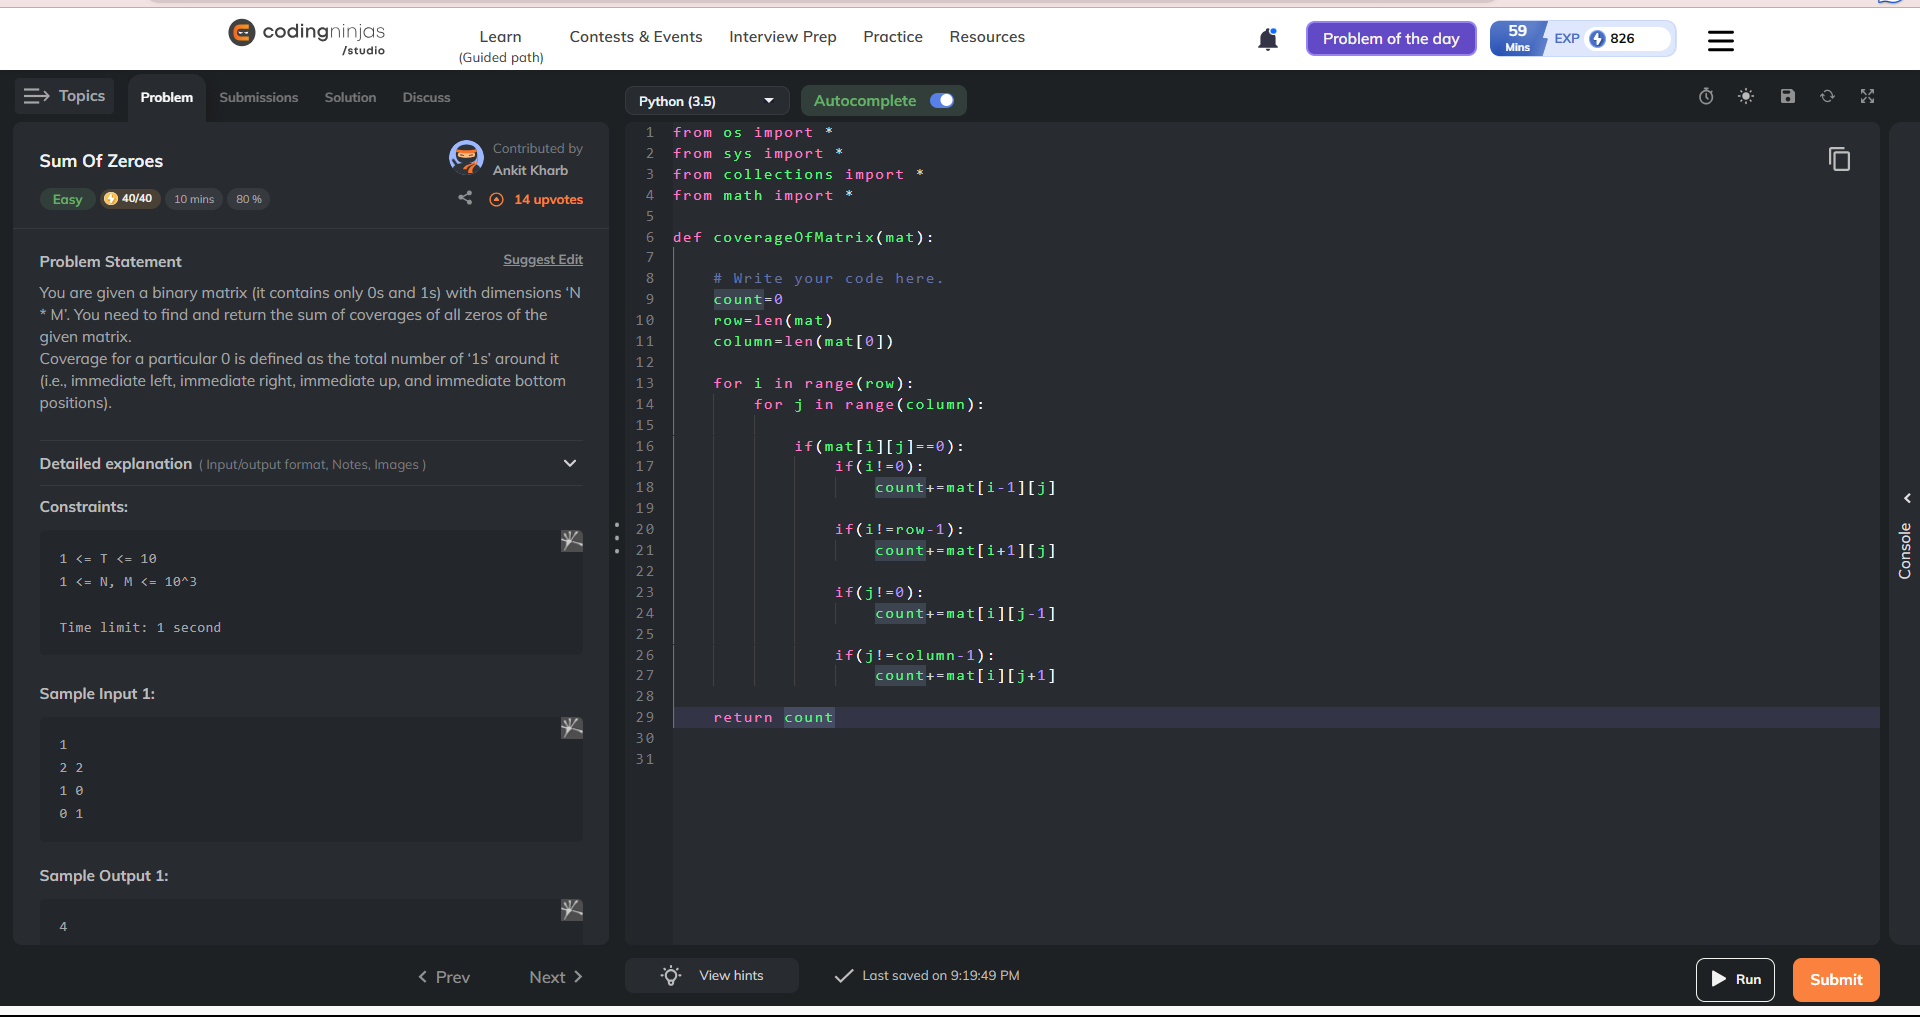 codingninjas
/studio
Learn
(Guided path)
Contests & Events
Interview Prep
Practice
Resources
Problem of the day
59
Mins
EXP
826
Topics
Problem
Submissions
Solution
Discuss
Python (3.5)
Autocomplete
Sum Of Zeroes
Contributed by
Ankit Kharb
Easy
40/40
10 mins
80 %
14 upvotes
Problem Statement
Suggest Edit
You are given a binary matrix (it contains only 0s and 1s) with dimensions ‘N
* M’. You need to find and return the sum of coverages of all zeros of the
given matrix.
Coverage for a particular 0 is defined as the total number of ‘1s’ around it
(i.e., immediate left, immediate right, immediate up, and immediate bottom
positions).
Detailed explanation ( Input/output format, Notes, Images )
Constraints:
1 <= T <= 10
1 <= N, M <= 10^3
Time limit: 1 second
Sample Input 1:
1
2 2
1 0
0 1
Sample Output 1:
4
Prev
Next
1 from os import *
2 from sys import *
3 from collections import *
4 from math import *
5
6 def coverageOfMatrix(mat):
7
8     # Write your code here.
9     count=0
10     row=len(mat)
11     column=len(mat[0])
12
13     for i in range(row):
14         for j in range(column):
15
16             if(mat[i][j]==0):
17                 if(i!=0):
18                     count+=mat[i-1][j]
19
20                 if(i!=row-1):
21                     count+=mat[i+1][j]
22
23                 if(j!=0):
24                     count+=mat[i][j-1]
25
26                 if(j!=column-1):
27                     count+=mat[i][j+1]
28
29     return count
30
31
Console
View hints
Last saved on 9:19:49 PM
Run
Submit